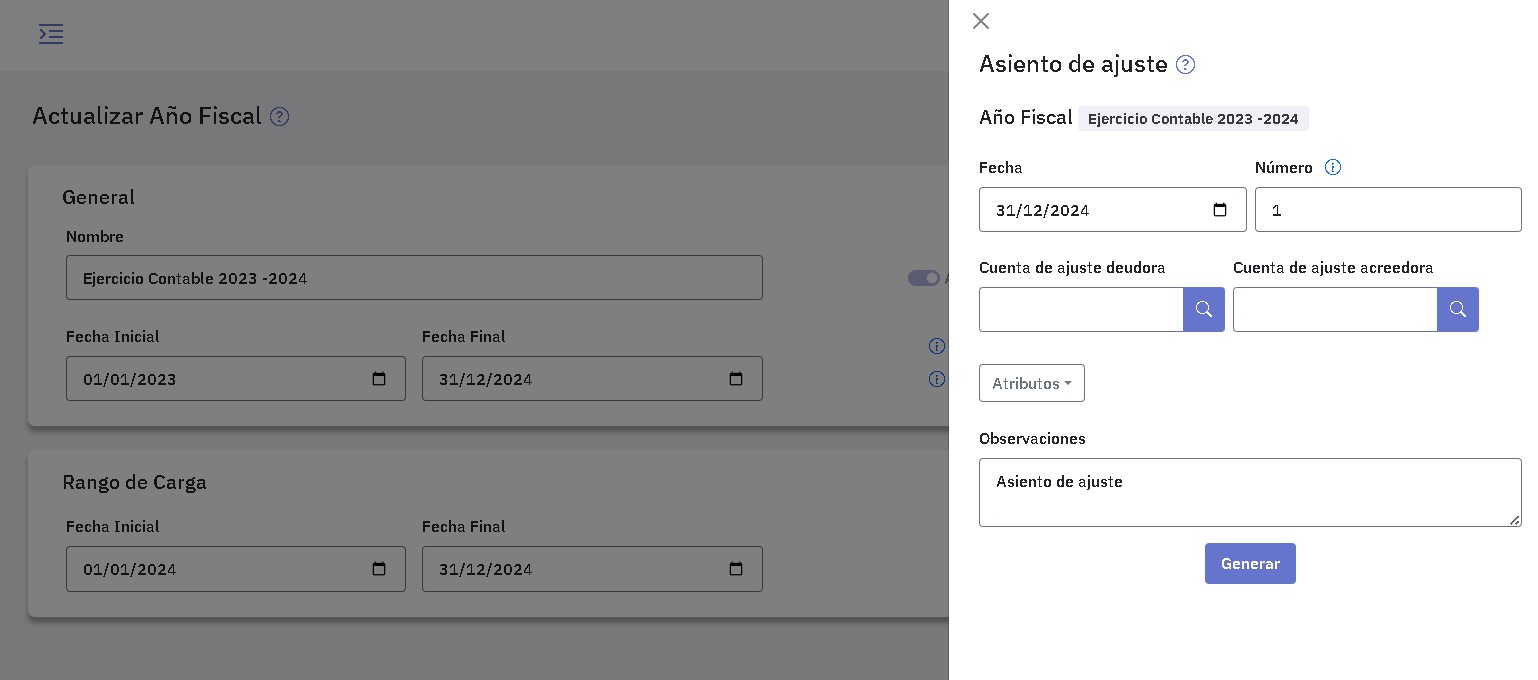 Actualizar Año Fiscal
General
Nombre
Ejercicio Contable 2023 -2024
Fecha Inicial
Fecha Final
01/01/2023
31/12/2024
Rango de Carga
Fecha Inicial
Fecha Final
01/01/2024
31/12/2024
Asiento de ajuste
Año Fiscal Ejercicio Contable 2023 -2024
Fecha
Número
31/12/2024
1
Cuenta de ajuste deudora
Cuenta de ajuste acreedora
Atributos
Observaciones
Asiento de ajuste
Generar